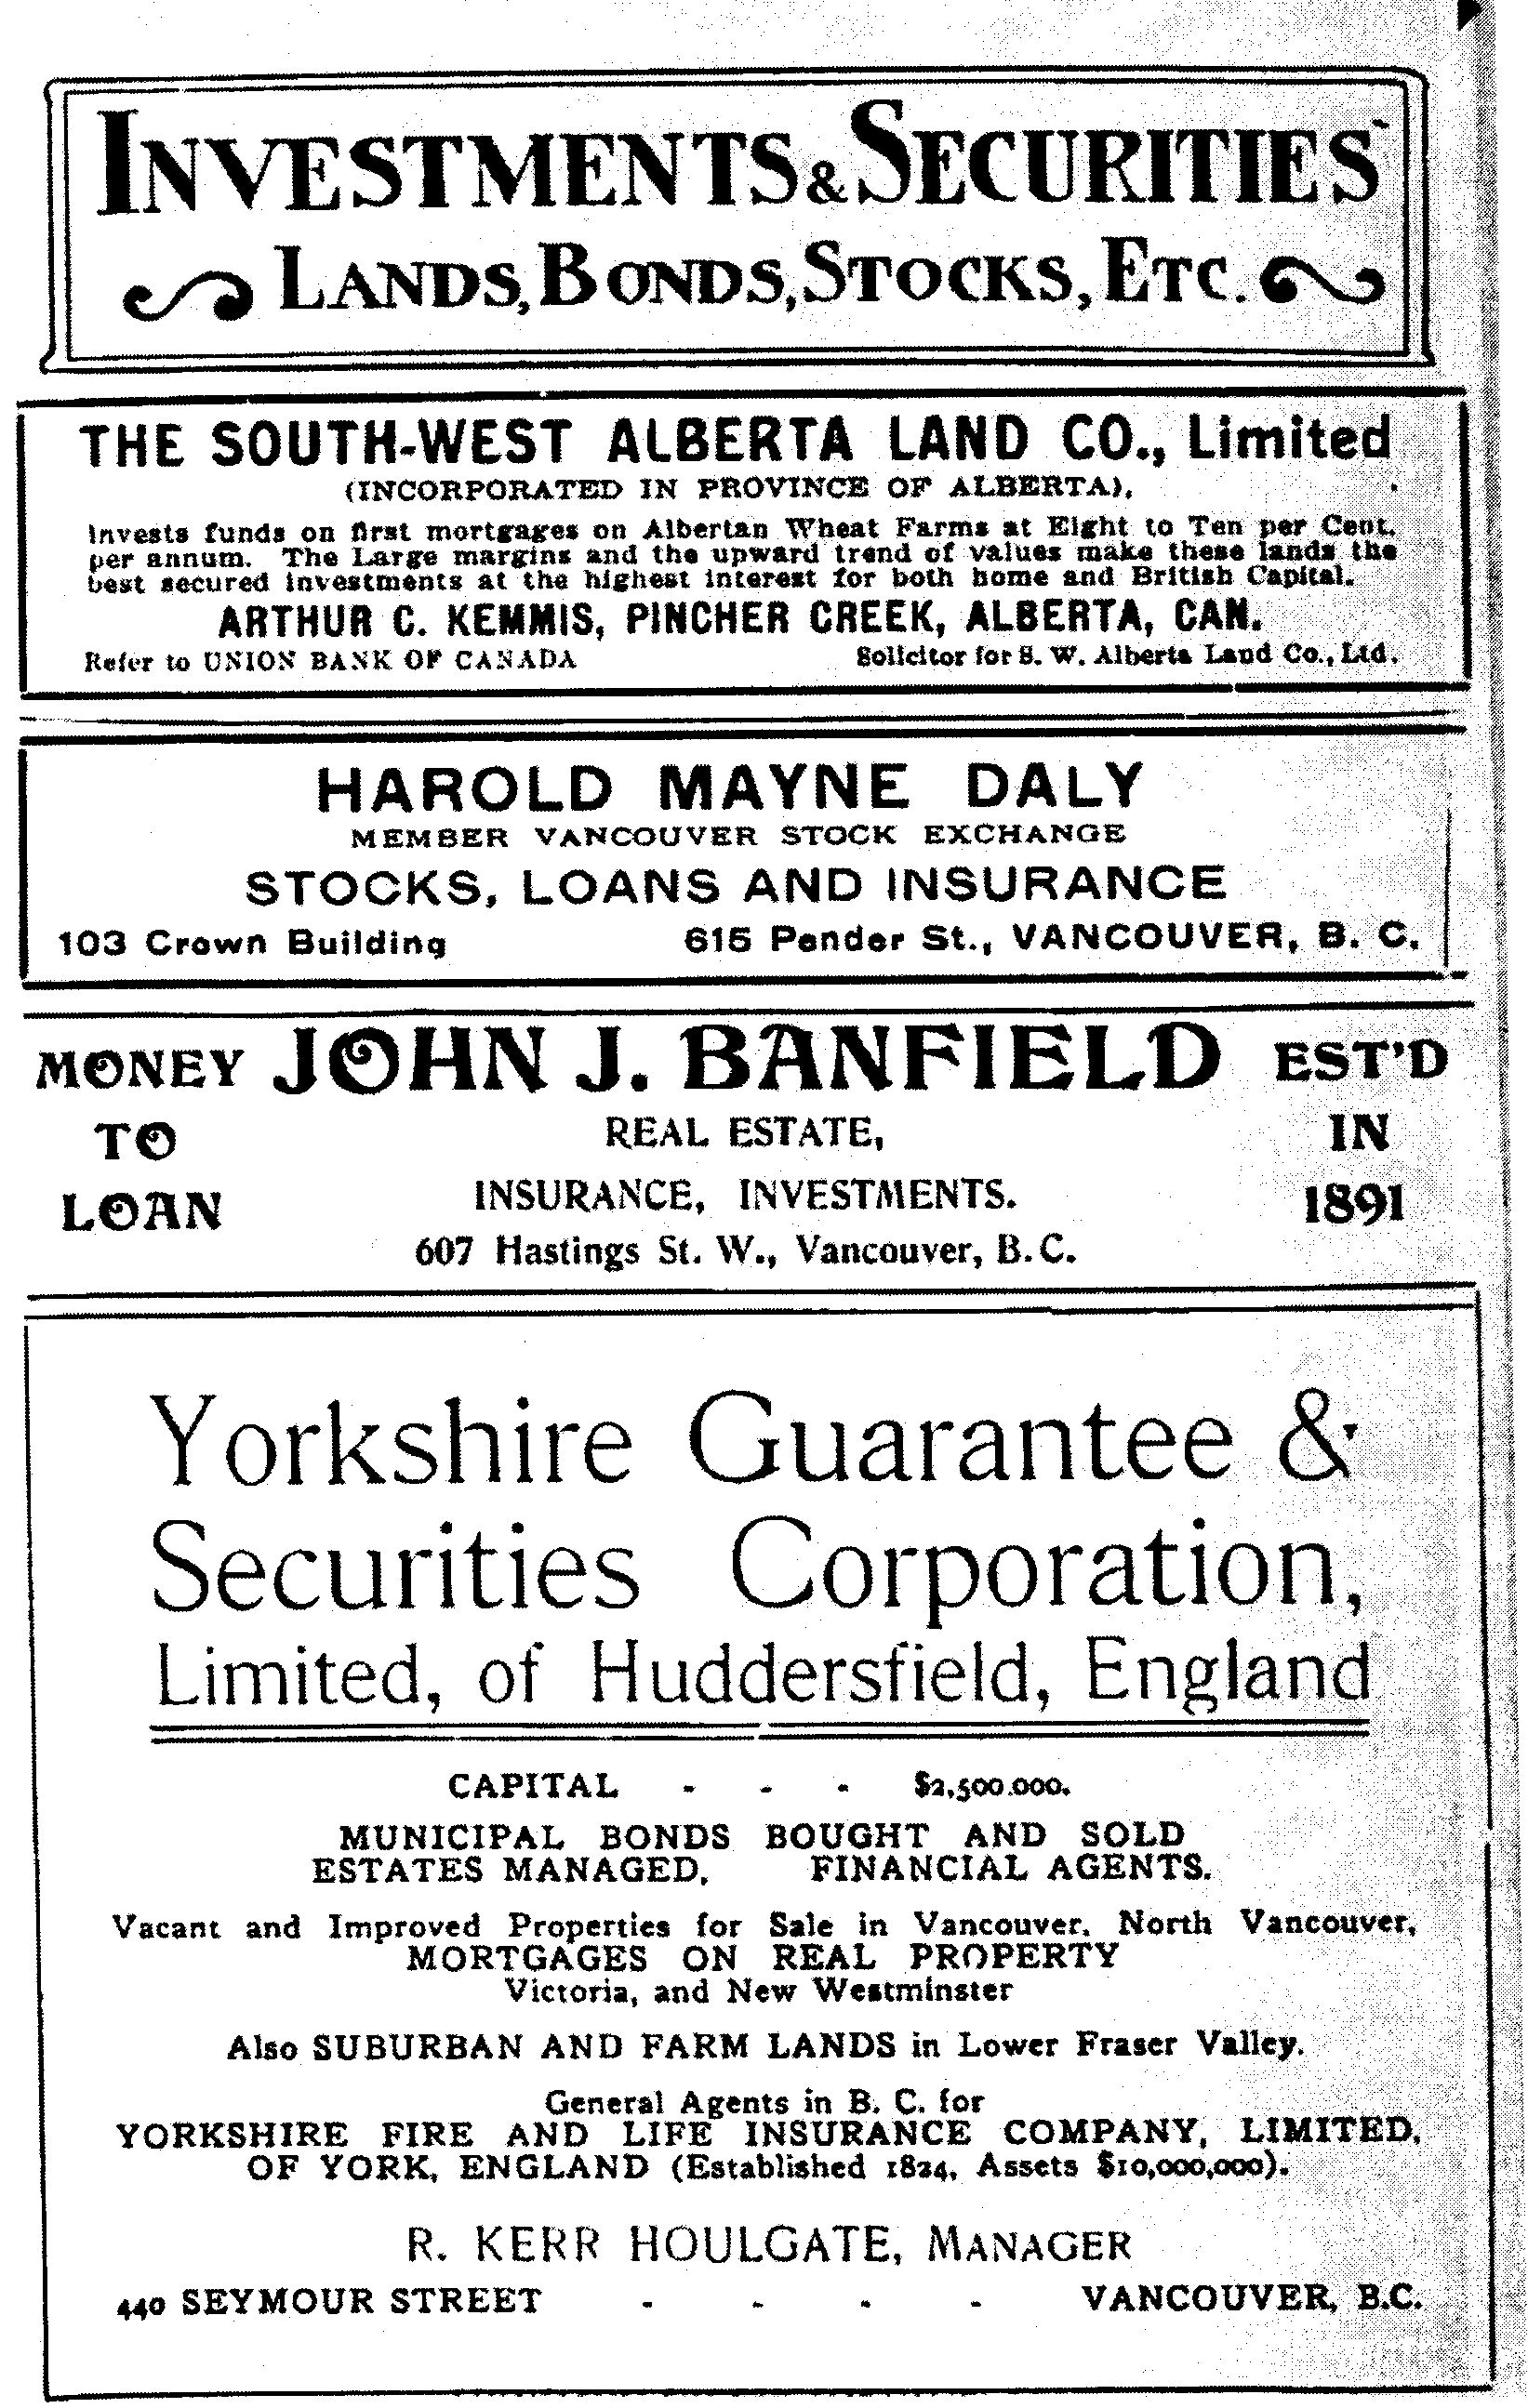 INVESTMENTS & SECURITIES
LANDS, BONDS, STOCKS, ETC.
THE SOUTH-WEST ALBERTA LAND CO., Limited
(INCORPORATED IN PROVINCE OF ALBERTA),
Invests funds on first mortgages on Albertan Wheat Farms at Eight to Ten per Cent.
per annum. The Large margins and the upward trend of values make these lands the
best secured investments at the highest interest for both home and British Capital.
ARTHUR C. KEMMIS, PINCHER CREEK, ALBERTA, CAN.
Refer to UNION BANK OF CANADA Solicitor for S. W. Alberta Land Co., Ltd.
HAROLD MAYNE DALY
MEMBER VANCOUVER STOCK EXCHANGE
STOCKS, LOANS AND INSURANCE
103 Crown Building 615 Pender St., VANCOUVER, B. C.
MONEY JOHN J. BANFIELD EST'D
TO REAL ESTATE, IN
LOAN INSURANCE, INVESTMENTS. 1891
607 Hastings St. W., Vancouver, B.C.
Yorkshire Guarantee &
Securities Corporation,
Limited, of Huddersfield, England
CAPITAL - - - $2,500.000.
MUNICIPAL BONDS BOUGHT AND SOLD
ESTATES MANAGED, FINANCIAL AGENTS.
Vacant and Improved Properties for Sale in Vancouver, North Vancouver,
MORTGAGES ON REAL PROPERTY
Victoria, and New Westminster
Also SUBURBAN AND FARM LANDS in Lower Fraser Valley.
General Agents in B. C. for
YORKSHIRE FIRE AND LIFE INSURANCE COMPANY, LIMITED,
OF YORK, ENGLAND (Established 1824, Assets $10,000,000).
R. KERR HOULGATE, MANAGER
440 SEYMOUR STREET - - - - VANCOUVER, B.C.